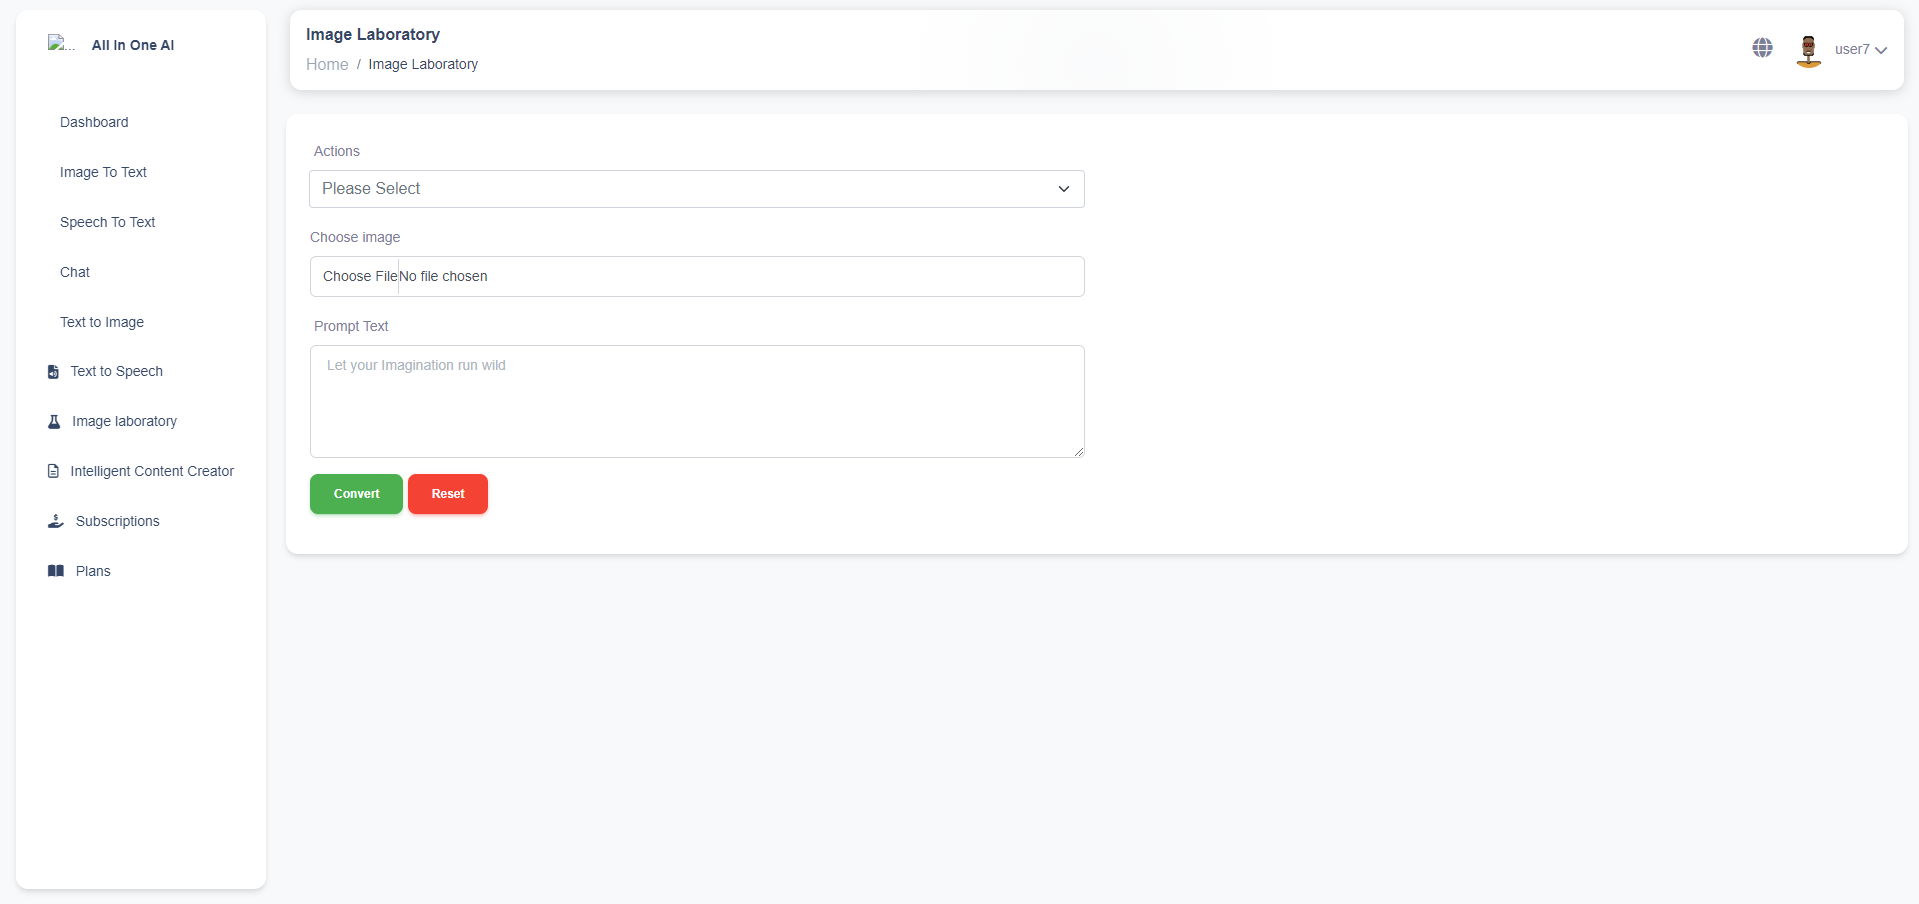 All In One AI
Dashboard
Image To Text
Speech To Text
Chat
Text to Image
Text to Speech
Image laboratory
Intelligent Content Creator
Subscriptions
Plans
Image Laboratory
Home / Image Laboratory
user7
Actions
Please Select
Choose image
Choose File No file chosen
Prompt Text
Let your Imagination run wild
Convert Reset